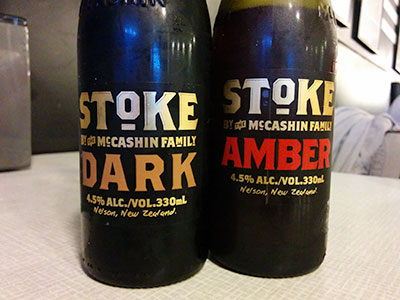 STOKE
BY THE McCASHIN FAMILY
DARK
4.5% ALC./VOL.330mL
Nelson, New Zealand.
STOKE
BY THE McCASHIN FAMILY
AMBER
4.5% ALC./VOL.330mL
Nelson, New Zealand.